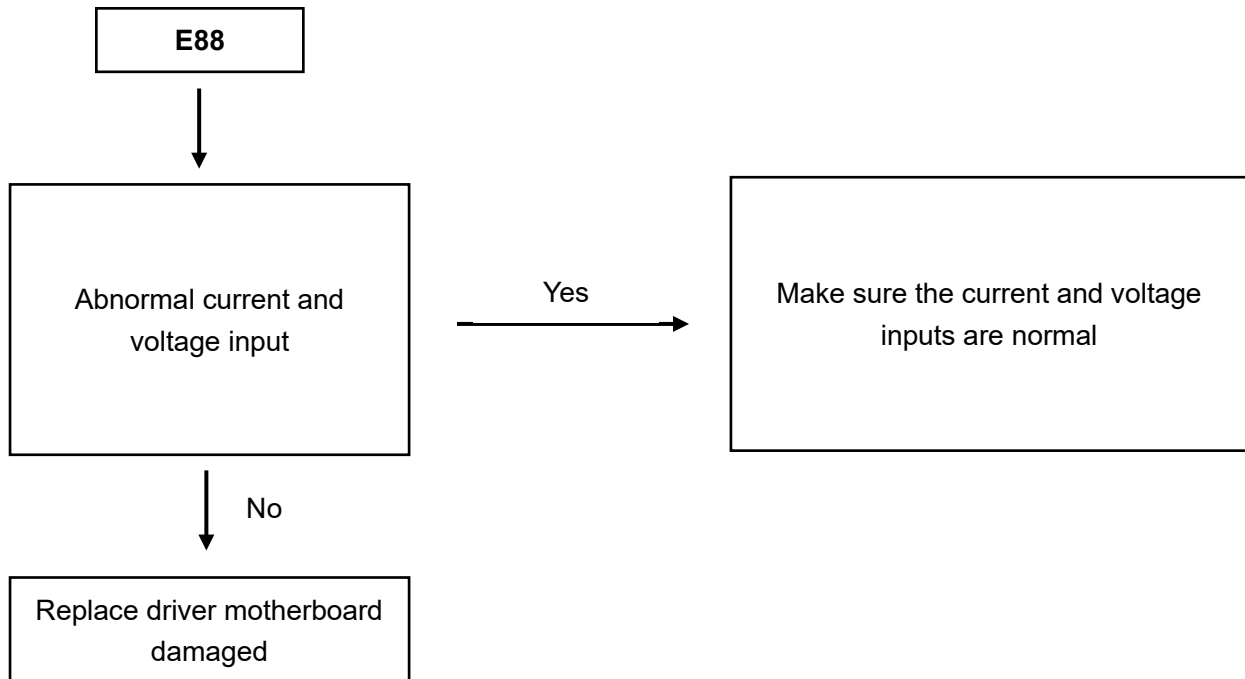 E88
Abnormal current and
voltage input
Yes
Make sure the current and voltage
inputs are normal
No
Replace driver motherboard
damaged